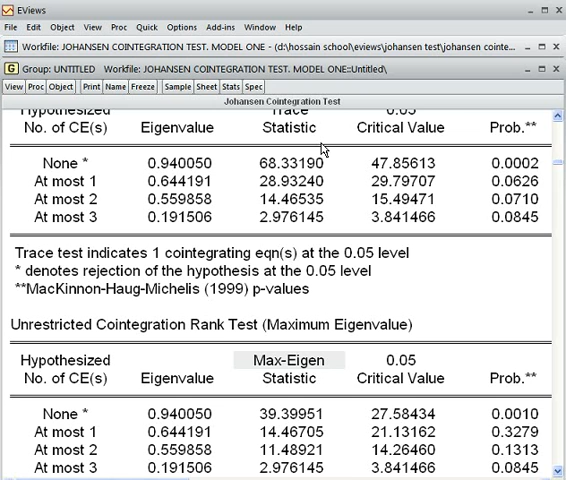 EViews
File Edit Object View Proc Quick Options Add-ins Window Help
Workfile: JOHANSEN COINTEGRATION TEST. MODEL ONE - (d:\hossain school\eviews\johansen test\johansen cointe...
G Group: UNTITLED Workfile: JOHANSEN COINTEGRATION TEST. MODEL ONE::Untitled\
View Proc Object Print Name Freeze Sample Sheet Stats Spec
Johansen Cointegration Test
Hypothesized Trace 0.05
No. of CE(s) Eigenvalue Statistic Critical Value Prob.**
None * 0.940050 68.33190 47.85613 0.0002
At most 1 0.644191 28.93240 29.79707 0.0626
At most 2 0.559858 14.46535 15.49471 0.0710
At most 3 0.191506 2.976145 3.841466 0.0845
Trace test indicates 1 cointegrating eqn(s) at the 0.05 level
* denotes rejection of the hypothesis at the 0.05 level
**MacKinnon-Haug-Michelis (1999) p-values
Unrestricted Cointegration Rank Test (Maximum Eigenvalue)
Hypothesized Max-Eigen 0.05
No. of CE(s) Eigenvalue Statistic Critical Value Prob.**
None * 0.940050 39.39951 27.58434 0.0010
At most 1 0.644191 14.46705 21.13162 0.3279
At most 2 0.559858 11.48921 14.26460 0.1313
At most 3 0.191506 2.976145 3.841466 0.0845